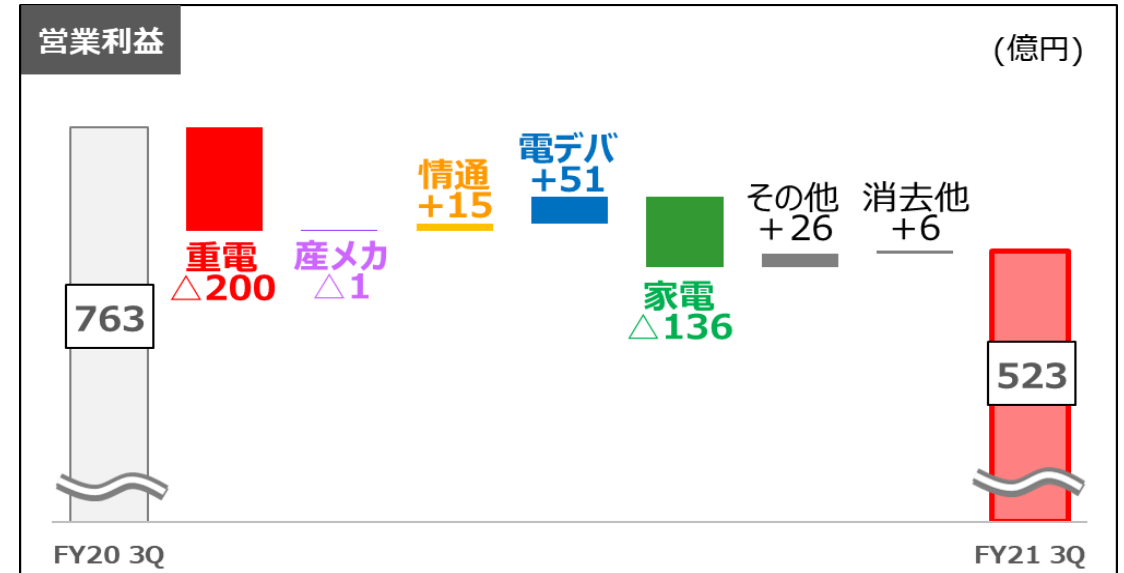 営業利益
(億円)
763
重電
△200
産メカ
△1
情通
+15
電デバ
+51
家電
△136
その他
+26
消去他
+6
523
FY20 3Q
FY21 3Q